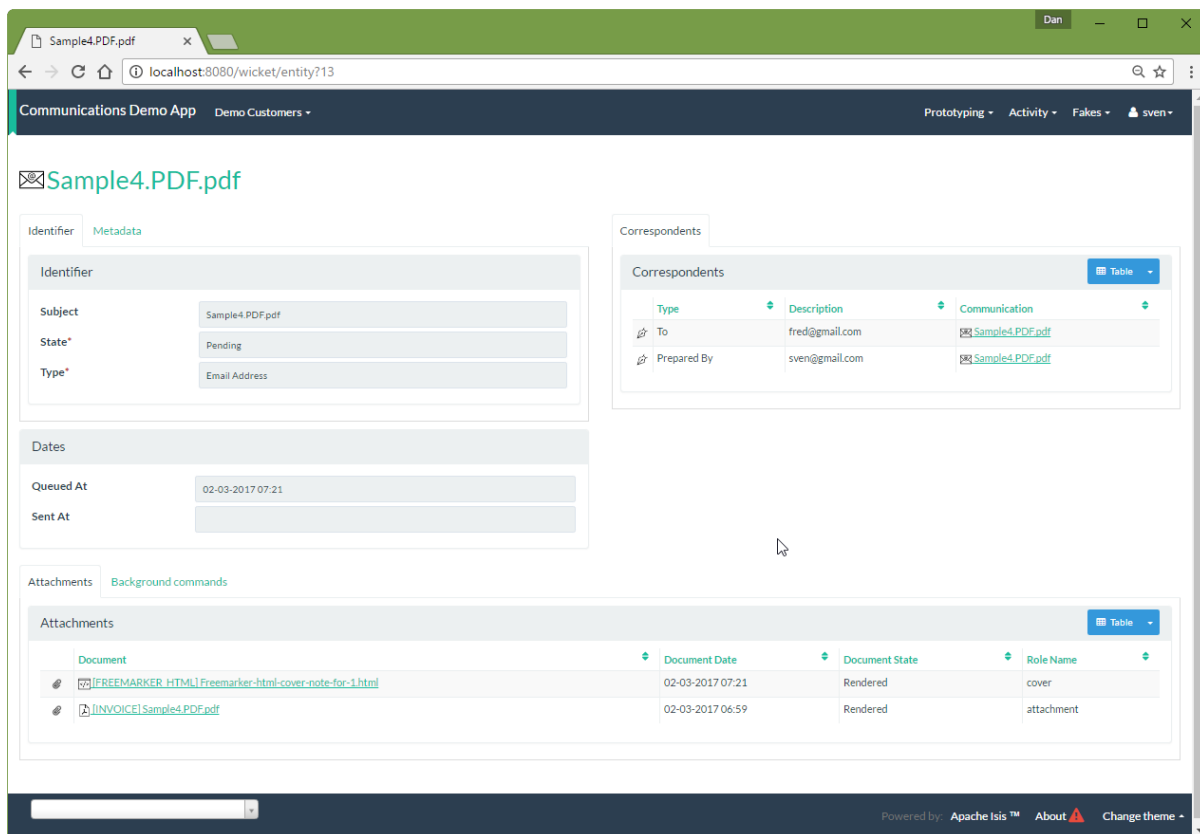 Dan
Sample4.PDF.pdf
localhost:8080/wicket/entity?13
Communications Demo App Demo Customers Prototyping Activity Fakes sven
Sample4.PDF.pdf
Identifier Metadata
Correspondents
Identifier
Correspondents Table
Subject Sample4.PDF.pdf
State* Pending
Type* Email Address
Type Description Communication
To fred@gmail.com Sample4.PDF.pdf
Prepared By sven@gmail.com Sample4.PDF.pdf
Dates
Queued At 02-03-2017 07:21
Sent At
Attachments Background commands
Attachments Table
Document Document Date Document State Role Name
[FREEMARKER HTML] Freemarker-html-cover-note-for-1.html 02-03-2017 07:21 Rendered cover
[INVOICE] Sample4.PDF.pdf 02-03-2017 06:59 Rendered attachment
Powered by: Apache Isis ™ About Change theme